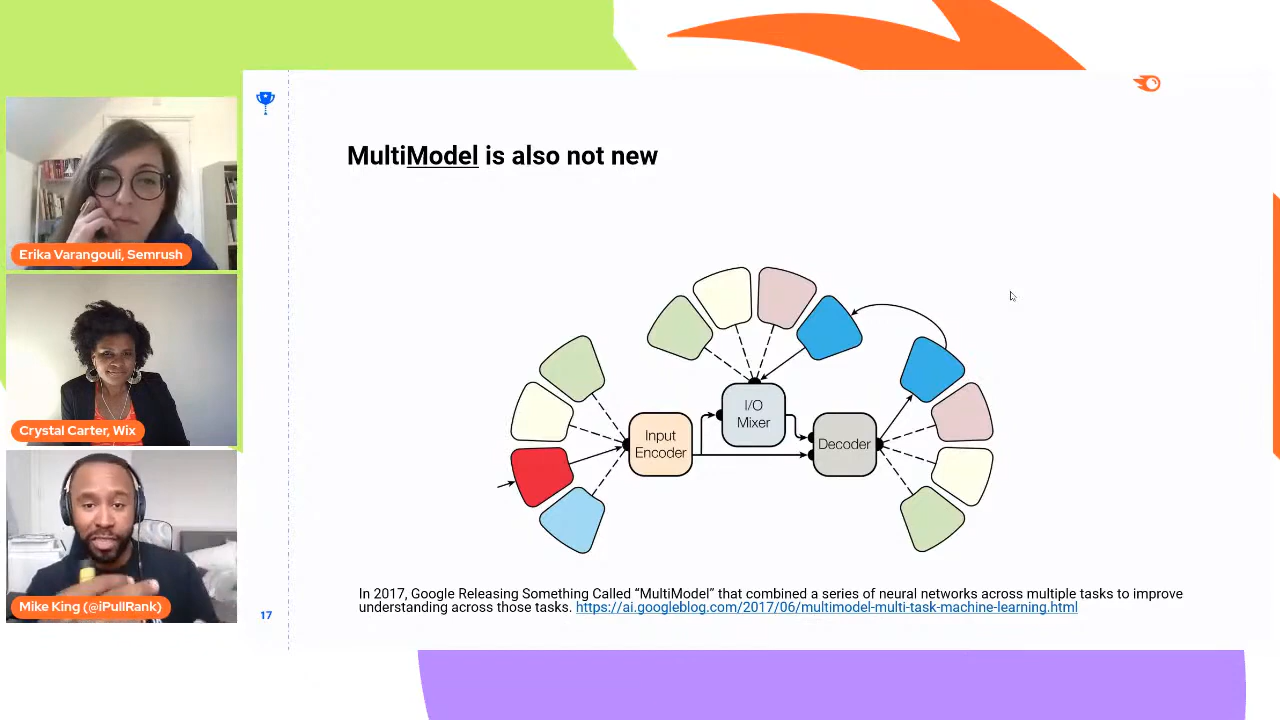 MultiModel is also not new
Erika Varangouli, Semrush
Crystal Carter, Wix
Mike King (@iPullRank)
I/O
Mixer
Input
Encoder
Decoder
In 2017, Google Releasing Something Called “MultiModel” that combined a series of neural networks across multiple tasks to improve
understanding across those tasks. https://ai.googleblog.com/2017/06/multimodel-multi-task-machine-learning.html
17